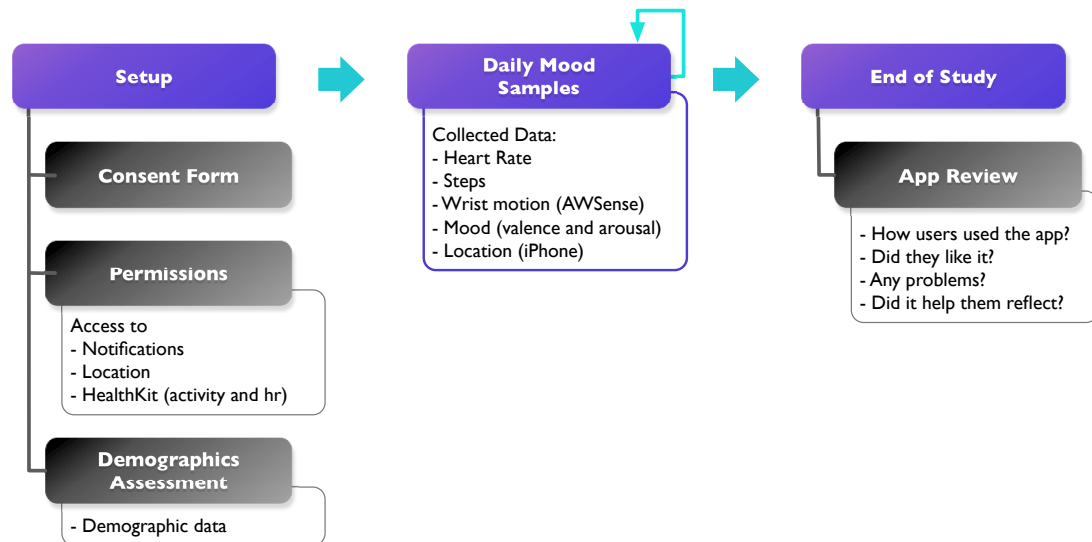 Setup
Consent Form
Permissions
Access to
- Notifications
- Location
- HealthKit (activity and hr)
Demographics
Assessment
- Demographic data
Daily Mood
Samples
Collected Data:
- Heart Rate
- Steps
- Wrist motion (AWSense)
- Mood (valence and arousal)
- Location (iPhone)
End of Study
App Review
- How users used the app?
- Did they like it?
- Any problems?
- Did it help them reflect?